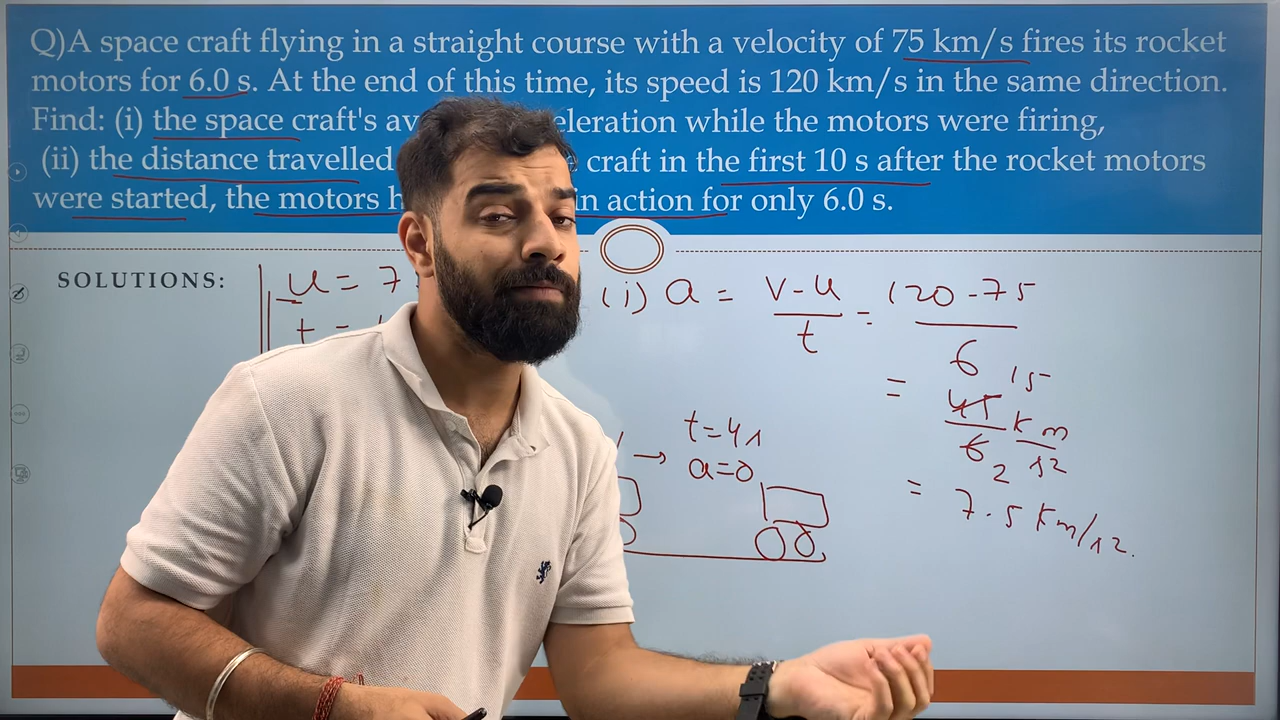 Q)A space craft flying in a straight course with a velocity of 75 km/s fires its rocket
motors for 6.0 s. At the end of this time, its speed is 120 km/s in the same direction.
Find: (i) the space craft's av eleration while the motors were firing,
(ii) the distance travelled craft in the first 10 s after the rocket motors
were started, the motors h in action for only 6.0 s.
SOLUTIONS:
u = 7
t =
(i) a = v-u / t = 120-75 / 6
= 45 / 6 km / s2
15
2
= 7.5 km/s2.
t=4s
a=0